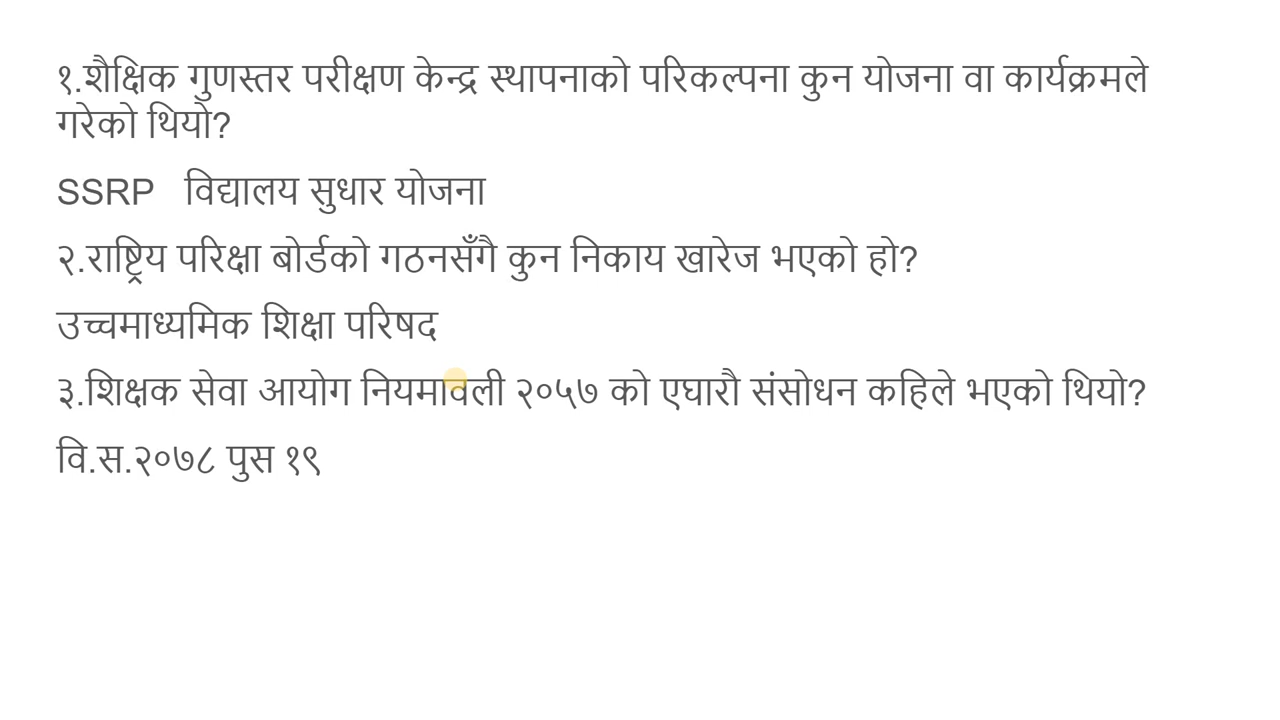 १.शैक्षिक गुणस्तर परीक्षण केन्द्र स्थापनाको परिकल्पना कुन योजना वा कार्यक्रमले
गरेको थियो?
SSRP विद्यालय सुधार योजना
२.राष्ट्रिय परिक्षा बोर्डको गठनसँगै कुन निकाय खारेज भएको हो?
उच्चमाध्यमिक शिक्षा परिषद
३.शिक्षक सेवा आयोग नियमावली २०५७ को एघारौ संसोधन कहिले भएको थियो?
वि.स.२०७८ पुस १९